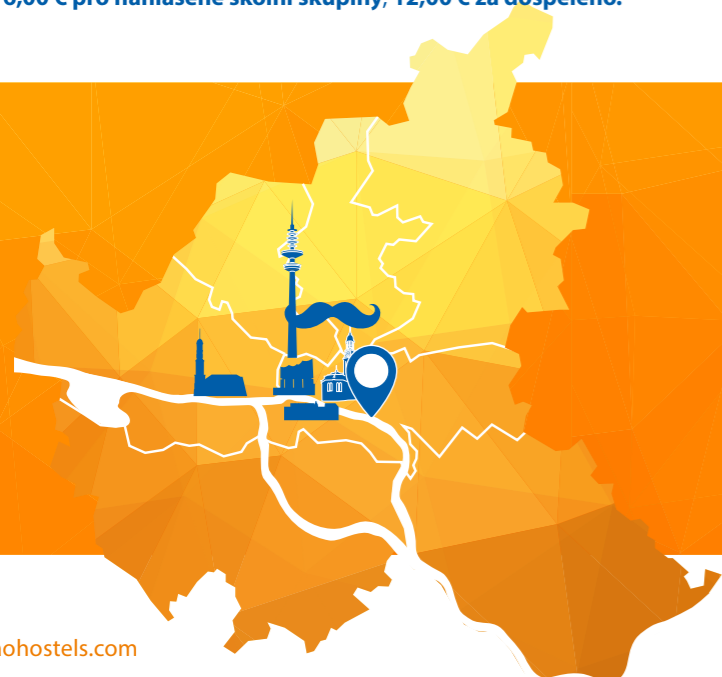 € pro nahlášené školní skupiny, 12,00 € za dospělého.
ohostels.com